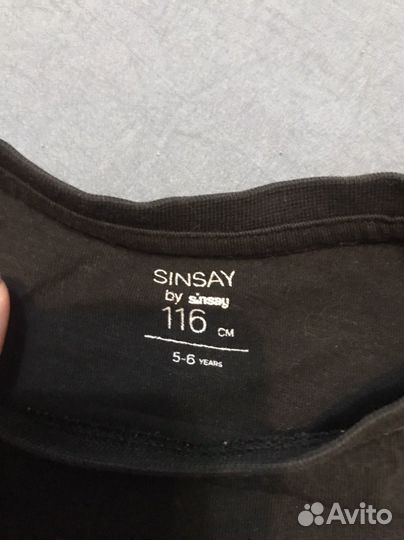 SINSAY
by sinsay
116 CM
5-6 YEARS
Avito